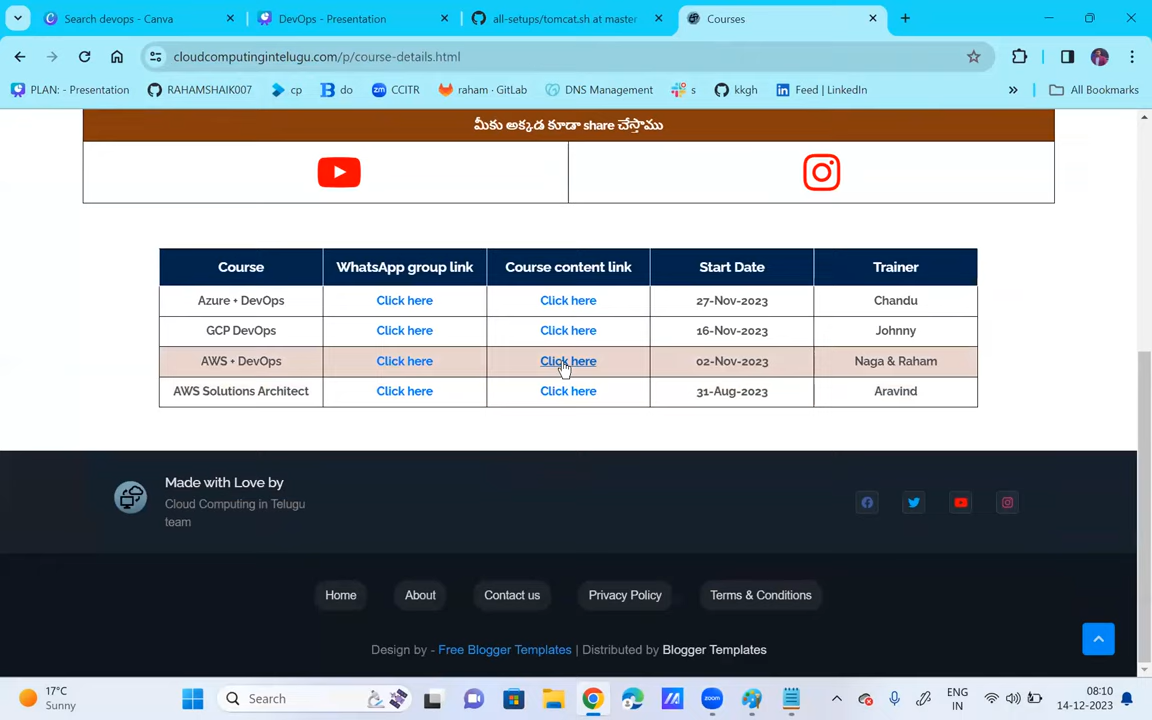 Search devops - Canva
DevOps - Presentation
all-setups/tomcat.sh at master
Courses
cloudcomputingintelugu.com/p/course-details.html
PLAN: - Presentation
RAHAMSHAIK007
cp
do
CCITR
raham · GitLab
DNS Management
s
kkgh
Feed | LinkedIn
All Bookmarks
మీకు అక్కడ కూడా share చేస్తాము
Course WhatsApp group link Course content link Start Date Trainer
Azure + DevOps Click here Click here 27-Nov-2023 Chandu
GCP DevOps Click here Click here 16-Nov-2023 Johnny
AWS + DevOps Click here Click here 02-Nov-2023 Naga & Raham
AWS Solutions Architect Click here Click here 31-Aug-2023 Aravind
Made with Love by
Cloud Computing in Telugu
team
Home About Contact us Privacy Policy Terms & Conditions
Design by - Free Blogger Templates | Distributed by Blogger Templates
17°C
Sunny
Search
zoom
ENG
IN
08:10
14-12-2023